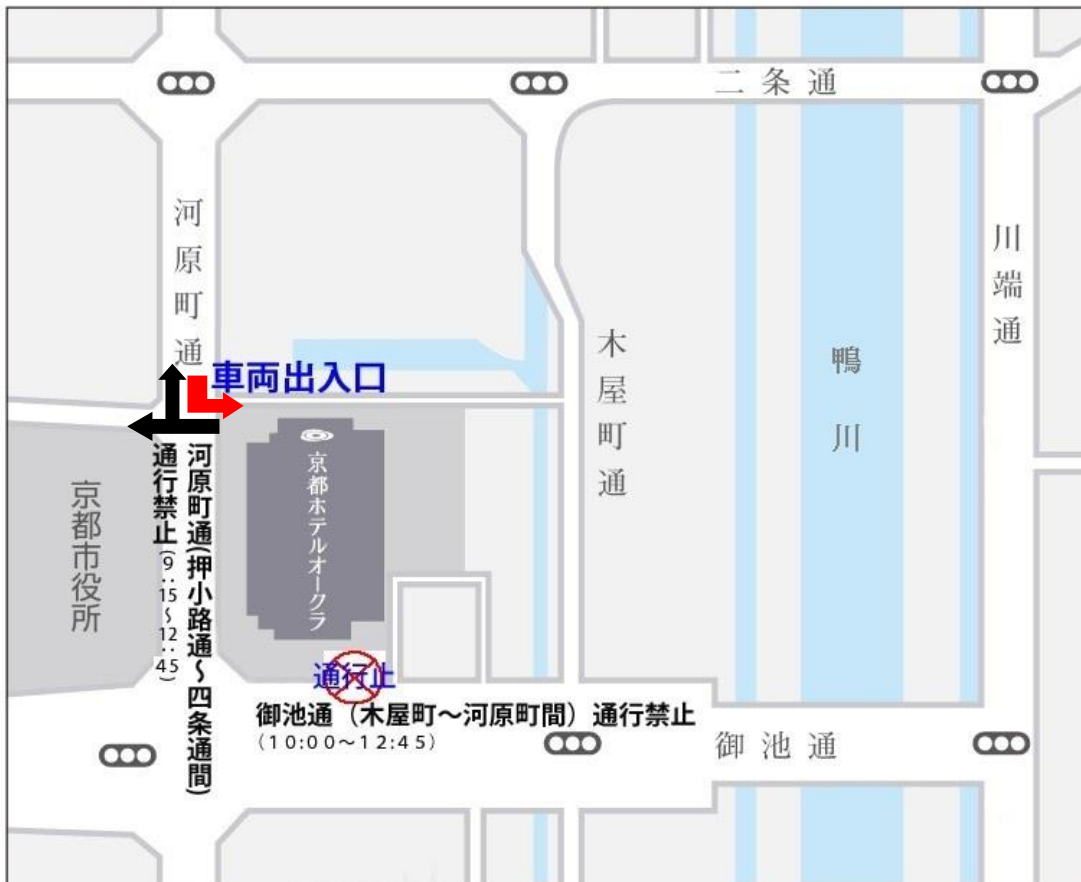 二条通
河原町通
川端通
木屋町通
鴨川
車両出入口
京都ホテルオークラ
京都市役所
河原町通(押小路通~四条通間)
通行禁止(9:15~12:45)
通行止
御池通(木屋町~河原町間)通行禁止
(10:00~12:45)
御池通